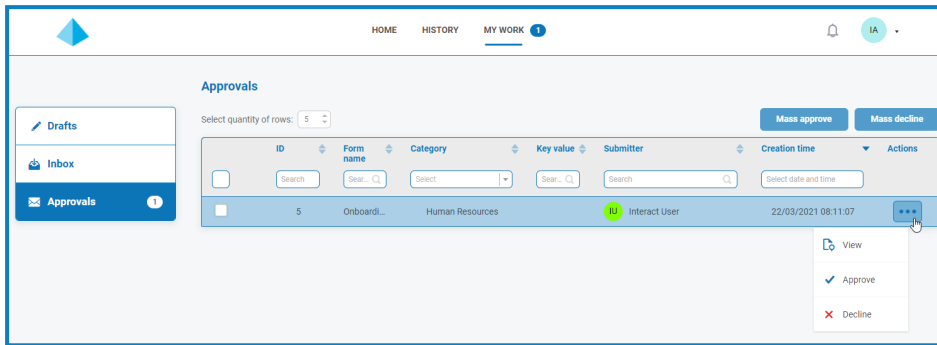 HOME HISTORY MY WORK 1 IA
Approvals
Select quantity of rows: 5 Mass approve Mass decline
Drafts
Inbox
Approvals 1
ID Form name Category Key value Submitter Creation time Actions
Search Sear... Select Sear... Search Select date and time
5 Onboardi... Human Resources IU Interact User 22/03/2021 08:11:07
View
Approve
Decline